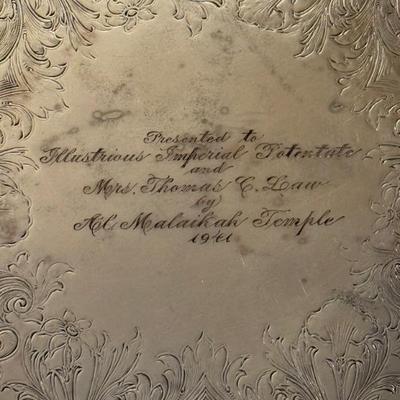 Presented to
Illustrious Imperial Potentate
and
Mrs. Thomas C. Law
by
Al Malaikah Temple
1941